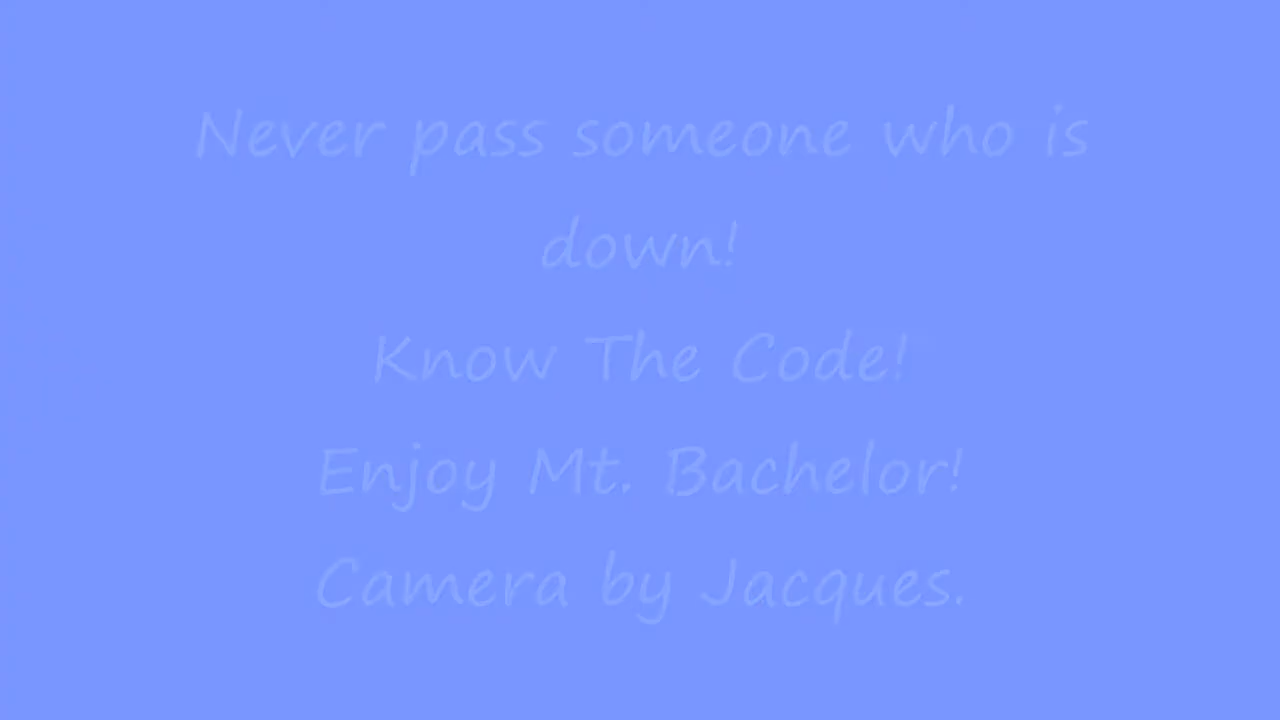 Never pass someone who is
down!
Know The Code!
Enjoy Mt. Bachelor!
Camera by Jacques.